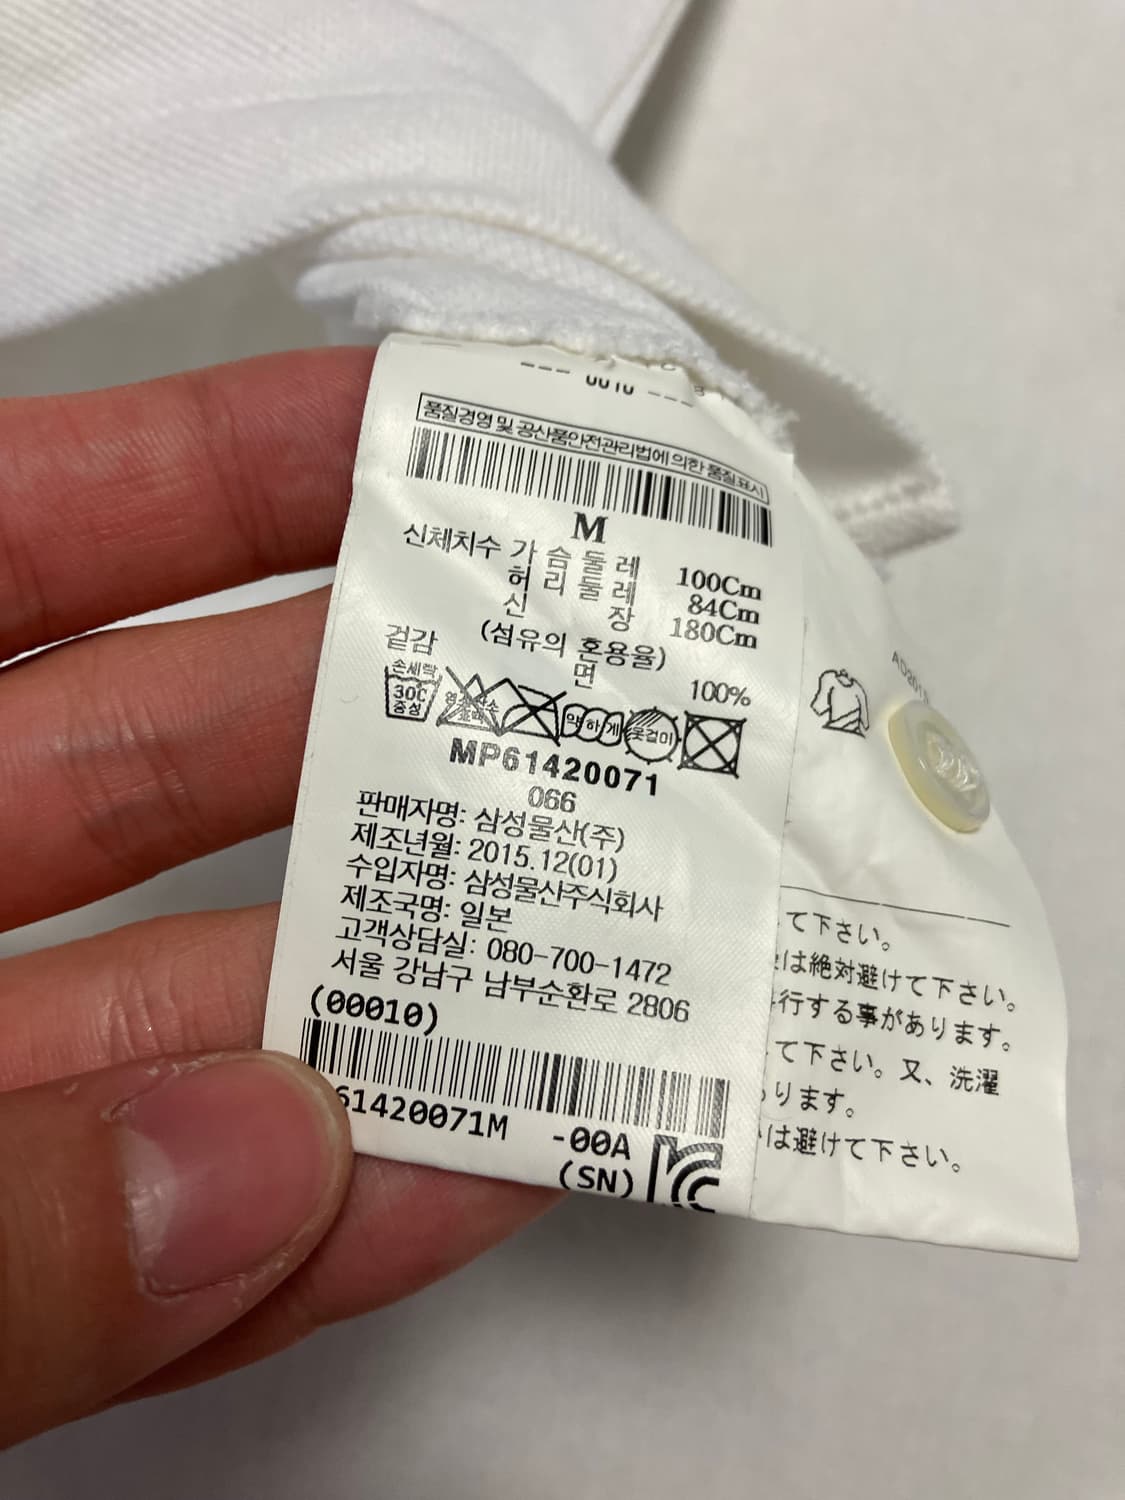 0010
품질경영 및 공산품안전관리법에 의한 품질표시
M
신체치수 가슴둘레 100Cm
허리둘레 84Cm
신 장 180Cm
(섬유의 혼용율)
겉감
면 100%
손세탁
30C
중성
약하게
옷걸이
MP61420071
066
판매자명: 삼성물산(주)
제조년월: 2015.12(01)
수입자명: 삼성물산주식회사
제조국명: 일본
고객상담실: 080-700-1472
서울 강남구 남부순환로 2806
(00010)
61420071M -00A
(SN)
て下さい。
は絶対避けて下さい。
行する事があります。
て下さい。又、洗濯
ります。
は避けて下さい。